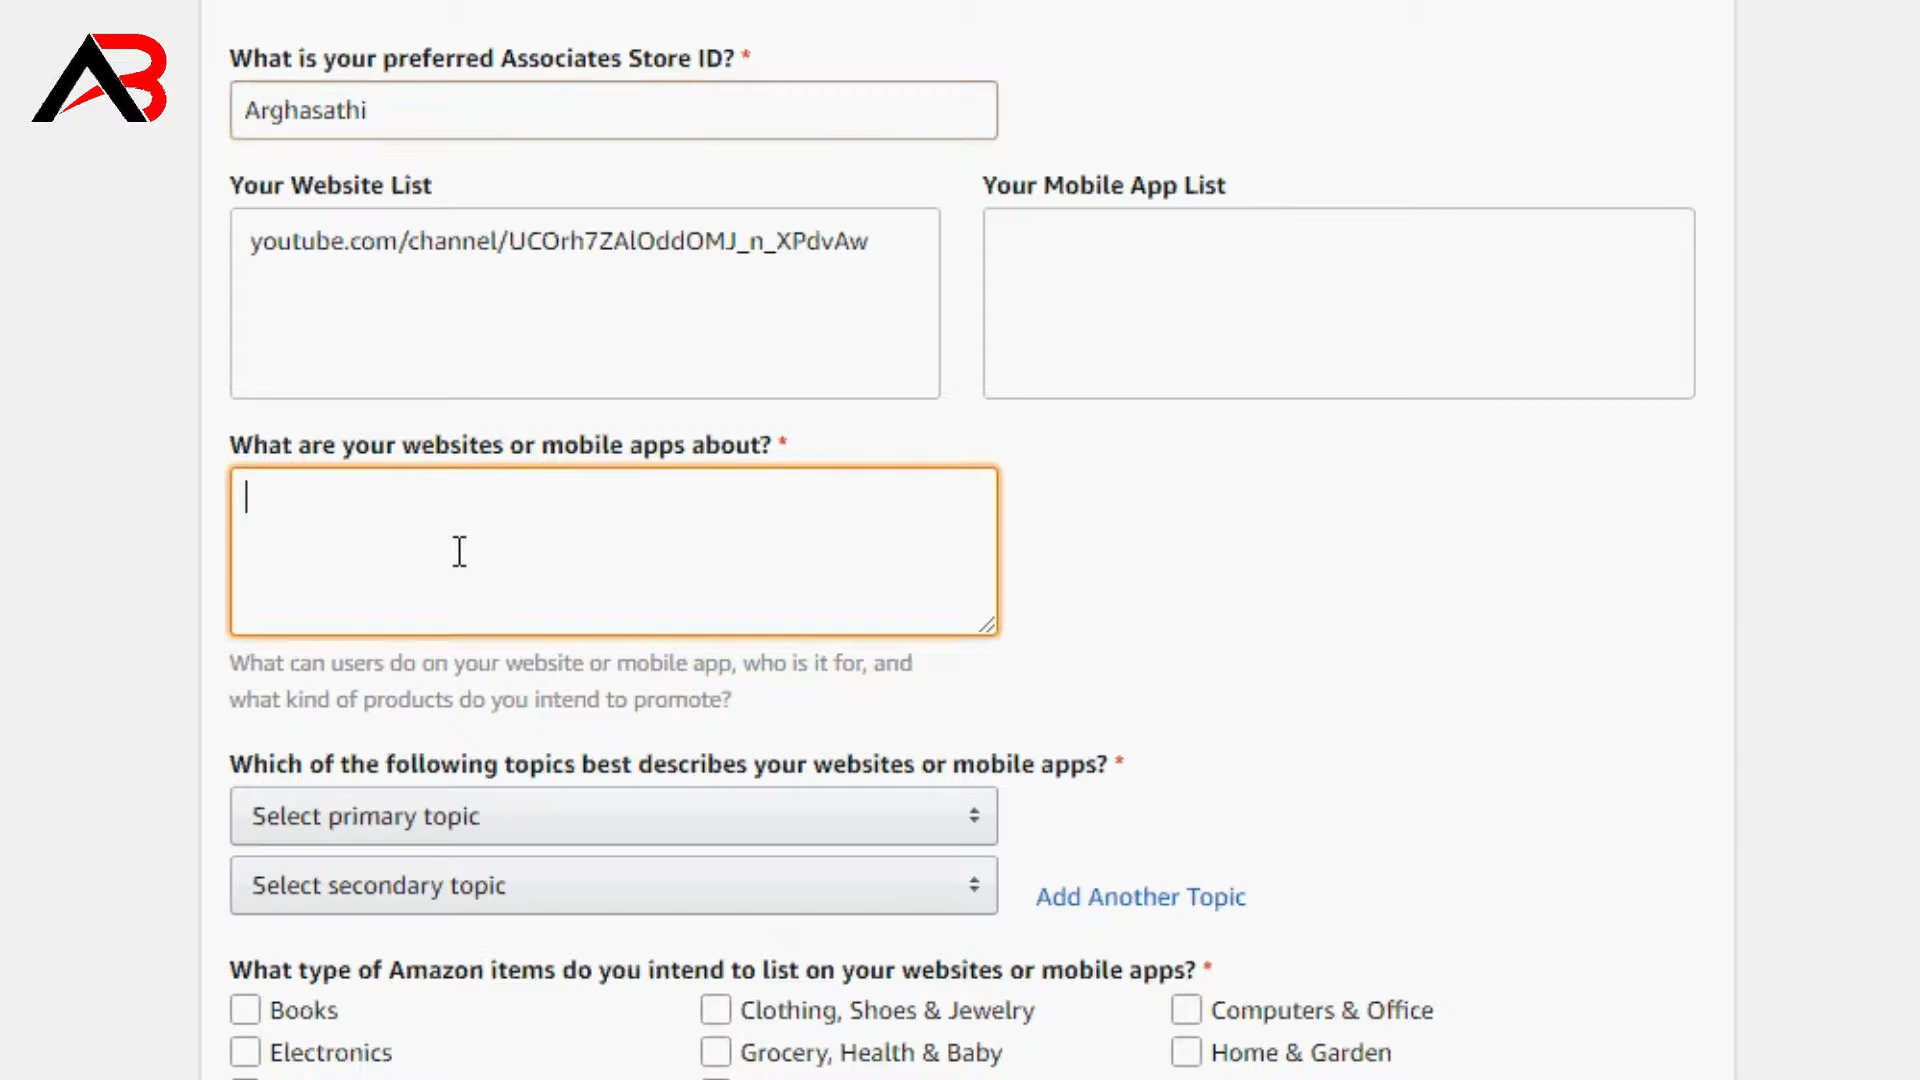 AB
What is your preferred Associates Store ID? *
Arghasathi
Your Website List
Your Mobile App List
youtube.com/channel/UCOrh7ZAlOddOMJ_n_XPdvAw
What are your websites or mobile apps about? *
What can users do on your website or mobile app, who is it for, and
what kind of products do you intend to promote?
Which of the following topics best describes your websites or mobile apps? *
Select primary topic
Select secondary topic
Add Another Topic
What type of Amazon items do you intend to list on your websites or mobile apps? *
Books
Clothing, Shoes & Jewelry
Computers & Office
Electronics
Grocery, Health & Baby
Home & Garden